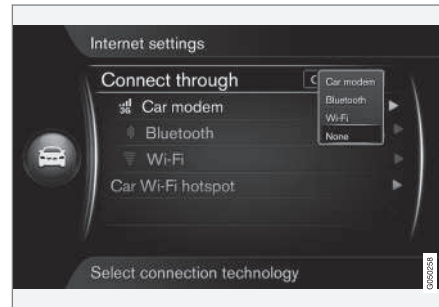 Internet settings
Connect through
Car modem
Bluetooth
Wi-Fi
None
3G Car modem
Bluetooth
Wi-Fi
Car Wi-Fi hotspot
Select connection technology
G050258